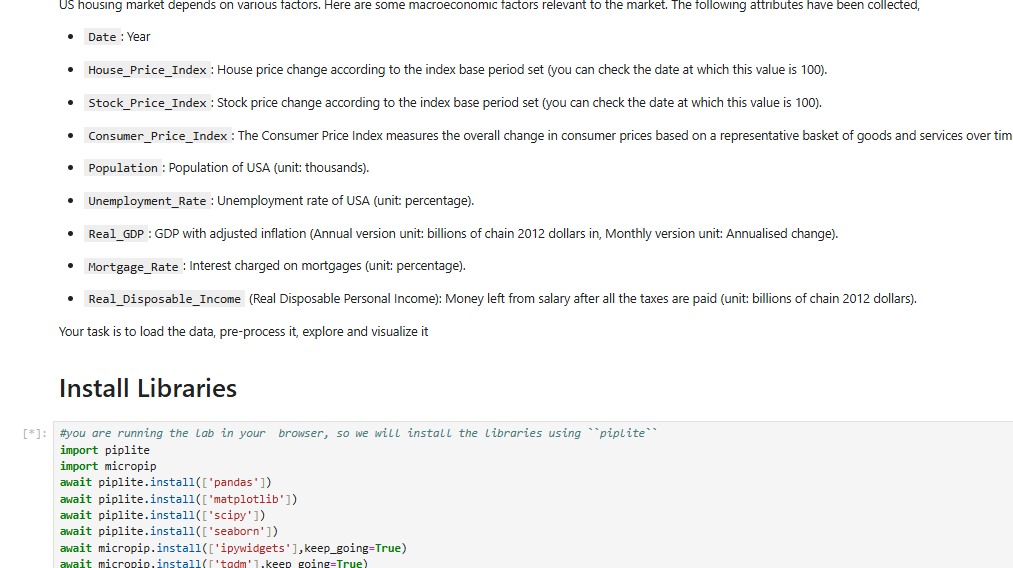 US housing market depends on various factors. Here are some macroeconomic factors relevant to the market. The following attributes have been collected,
• Date : Year
• House_Price_Index : House price change according to the index base period set (you can check the date at which this value is 100).
• Stock_Price_Index : Stock price change according to the index base period set (you can check the date at which this value is 100).
• Consumer_Price_Index : The Consumer Price Index measures the overall change in consumer prices based on a representative basket of goods and services over tim
• Population : Population of USA (unit: thousands).
• Unemployment_Rate : Unemployment rate of USA (unit: percentage).
• Real_GDP : GDP with adjusted inflation (Annual version unit: billions of chain 2012 dollars in, Monthly version unit: Annualised change).
• Mortgage_Rate : Interest charged on mortgages (unit: percentage).
• Real_Disposable_Income (Real Disposable Personal Income): Money left from salary after all the taxes are paid (unit: billions of chain 2012 dollars).
Your task is to load the data, pre-process it, explore and visualize it
Install Libraries
[*]: #you are running the lab in your  browser, so we will install the libraries using ``piplite``
import piplite
import micropip
await piplite.install(['pandas'])
await piplite.install(['matplotlib'])
await piplite.install(['scipy'])
await piplite.install(['seaborn'])
await micropip.install(['ipywidgets'],keep_going=True)
await micropip.install(['tqdm'],keep_going=True)